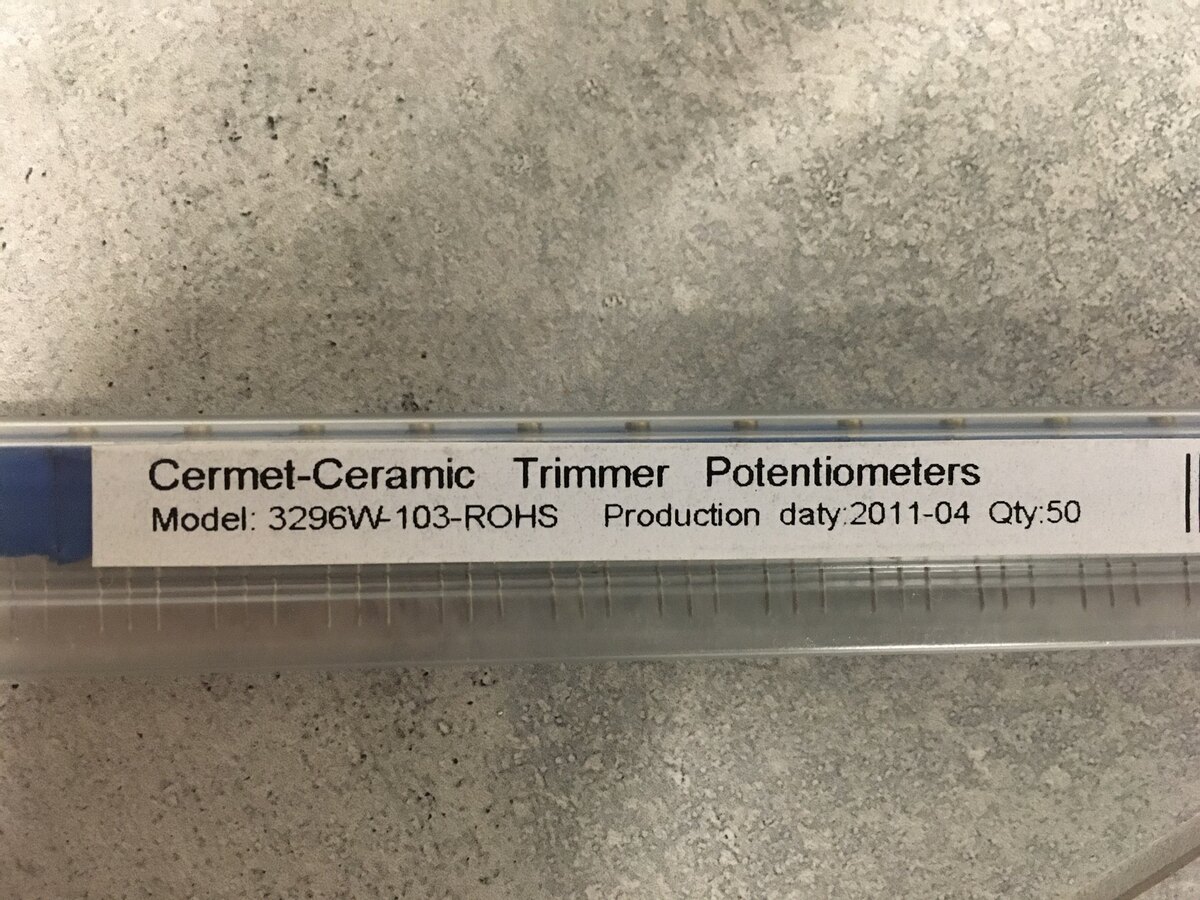 Cermet-Ceramic Trimmer Potentiometers
Model: 3296W-103-ROHS Production daty:2011-04 Qty:50